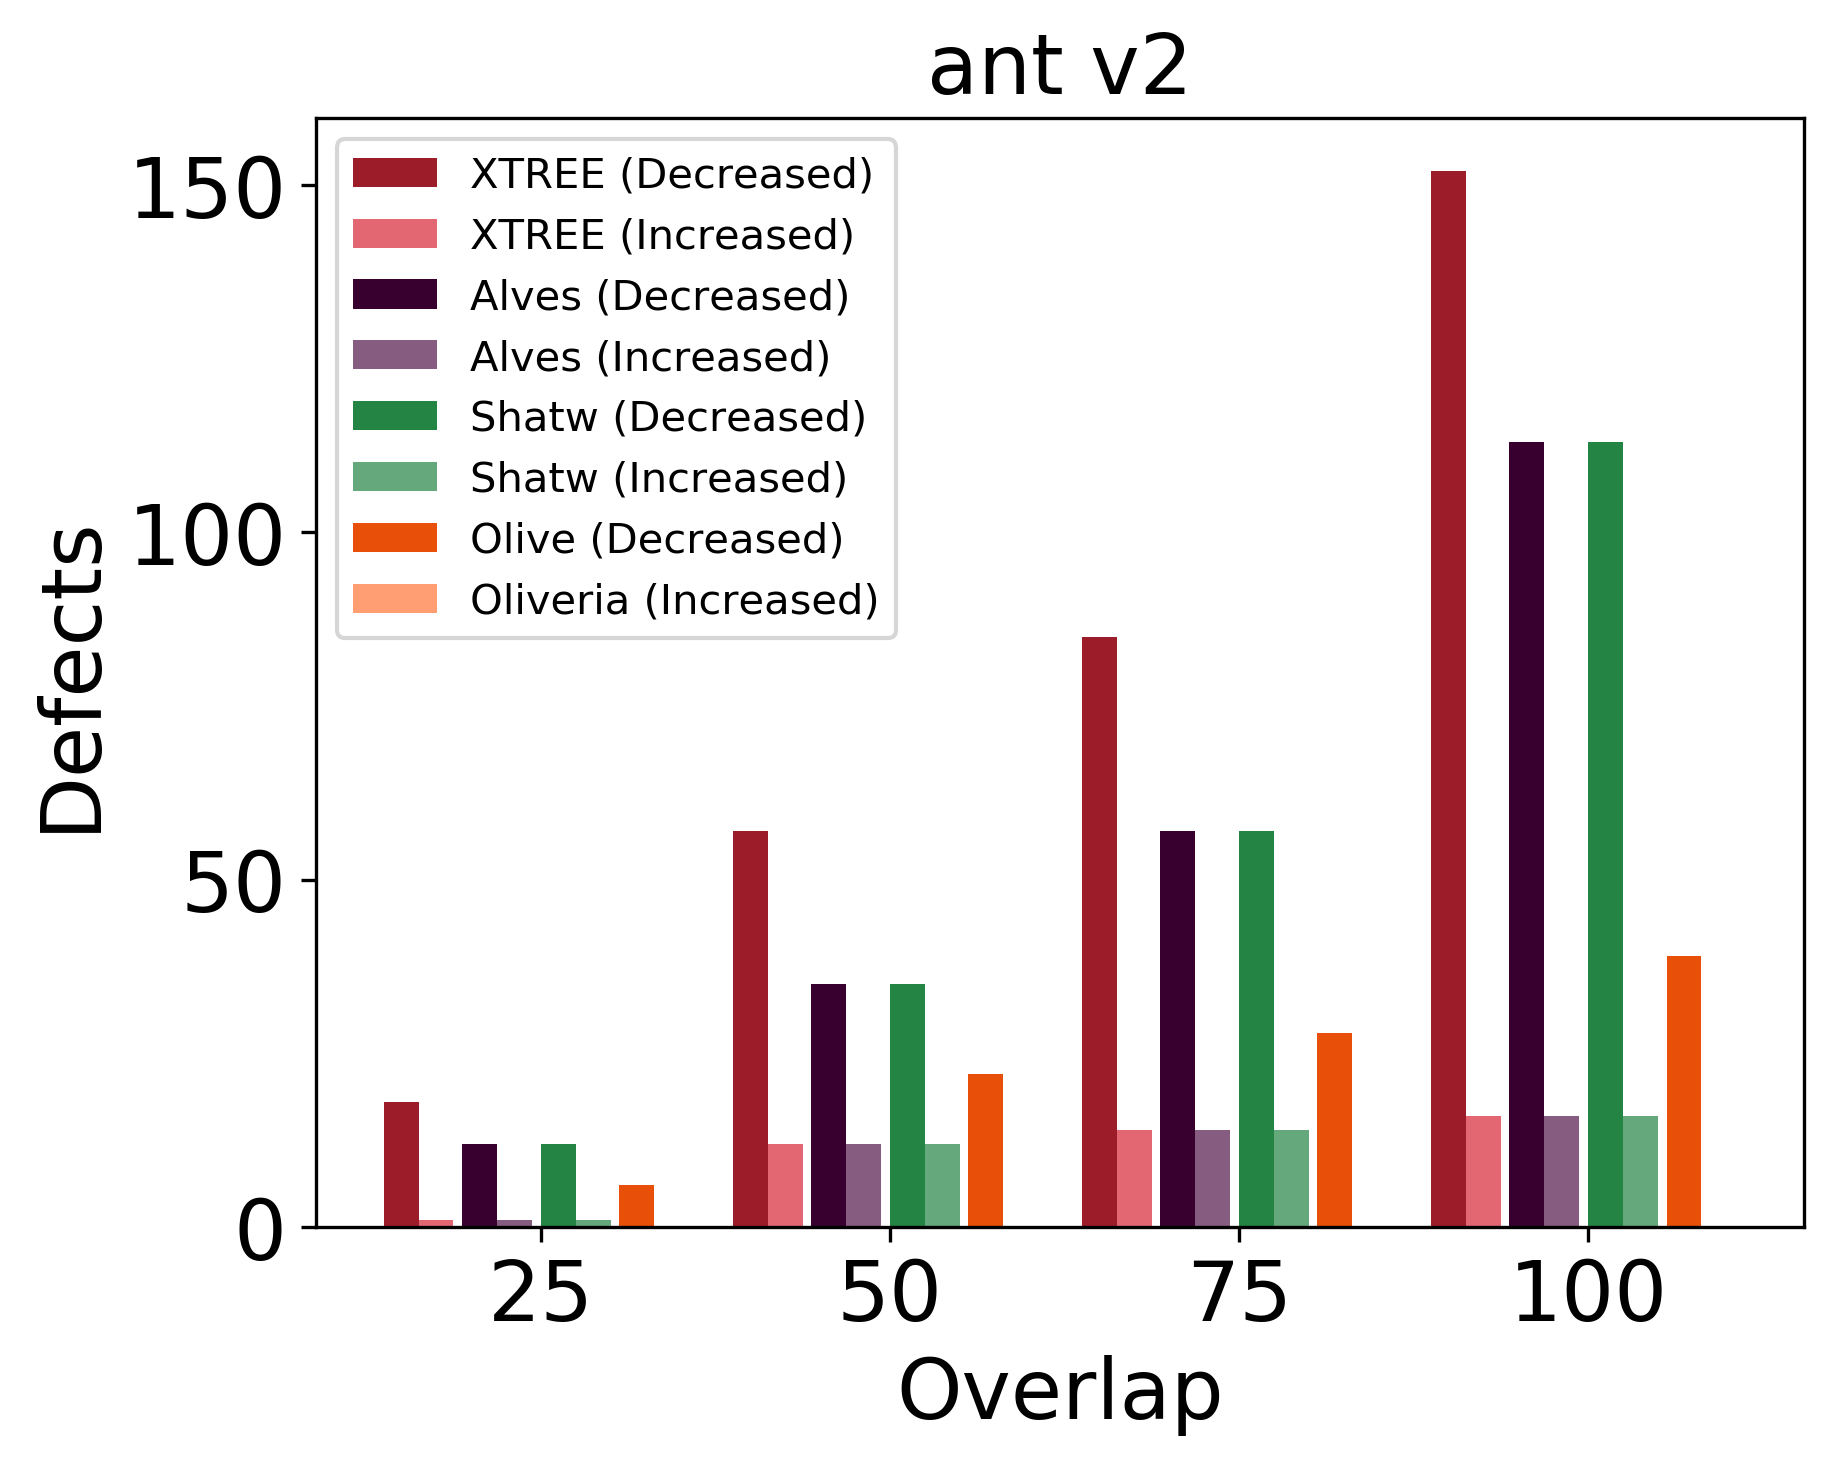 ant v2
XTREE (Decreased)
XTREE (Increased)
Alves (Decreased)
Alves (Increased)
Shatw (Decreased)
Shatw (Increased)
Olive (Decreased)
Oliveria (Increased)
150
100
50
0
Defects
25 50 75 100
Overlap